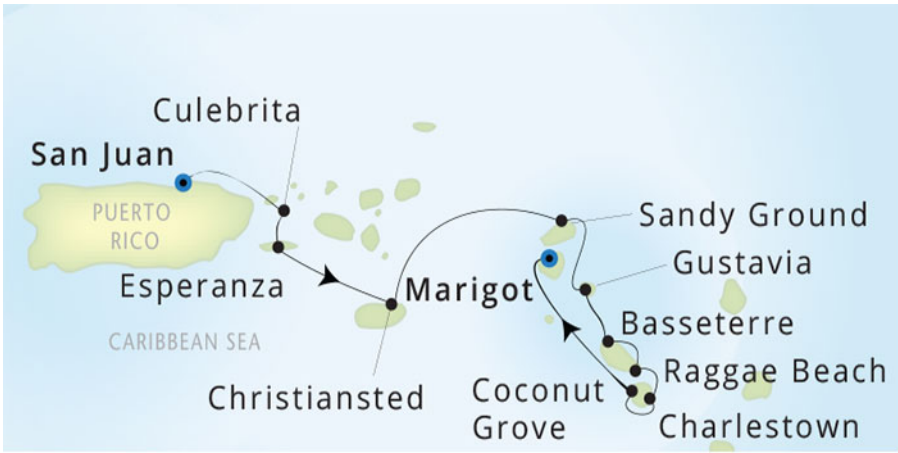 Culebrita
San Juan
PUERTO
RICO
Sandy Ground
Gustavia
Esperanza
Marigot
Basseterre
CARIBBEAN SEA
Raggae Beach
Christiansted
Coconut
Grove
Charlestown